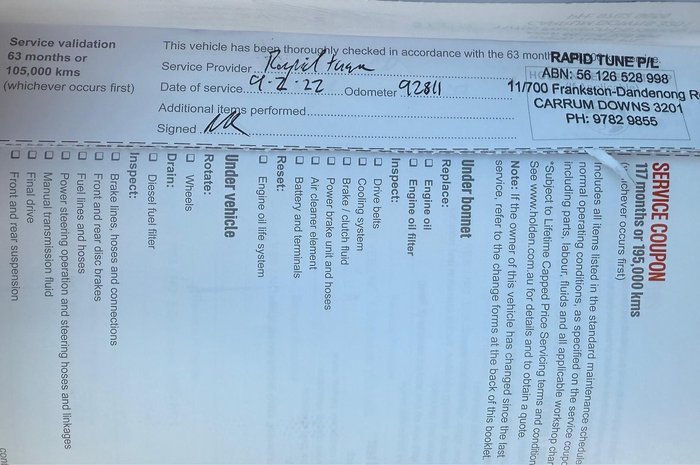 Service validation
63 months or
105,000 kms
(whichever occurs first)
This vehicle has been thoroughly checked in accordance with the 63 mont
Service Provider Rapid tune
Date of service 9-2-22 Odometer 92811
Additional items performed
Signed
RAPID TUNE P/L
ABN: 56 126 528 998
11/700 Frankston-Dandenong R
CARRUM DOWNS 3201
PH: 9782 9855
SERVICE COUPON
117 months or 195,000 kms
(whichever occurs first)
Includes all items listed in the standard maintenance schedule
normal operating conditions, as specified on the service coupo
including parts, labour, fluids and all applicable workshop char
*Subject to Lifetime Capped Price Servicing terms and condition
See www.holden.com.au for details and to obtain a quote.
Note: If the owner of this vehicle has changed since the last
service, refer to the change forms at the back of this booklet.
Under bonnet
Replace:
Engine oil
Engine oil filter
Inspect:
Drive belts
Cooling system
Brake / clutch fluid
Power brake unit and hoses
Air cleaner element
Battery and terminals
Reset:
Engine oil life system
Under vehicle
Rotate:
Wheels
Drain:
Diesel fuel filter
Inspect:
Brake lines, hoses and connections
Front and rear disc brakes
Fuel lines and hoses
Power steering operation and steering hoses and linkages
Manual transmission fluid
Final drive
Front and rear suspension
cont